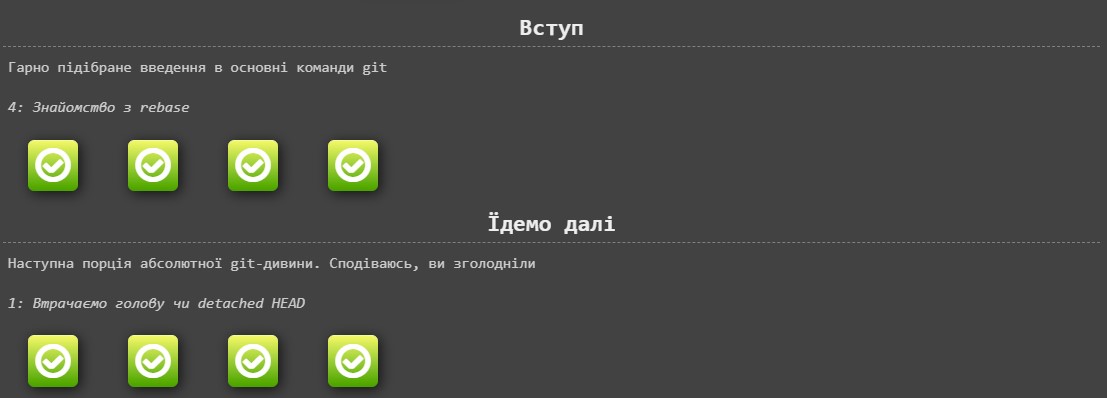 Вступ
Гарно підібране введення в основні команди git
4: Знайомство з rebase
Їдемо далі
Наступна порція абсолютної git-дивини. Сподіваюсь, ви зголодніли
1: Втрачаємо голову чи detached HEAD